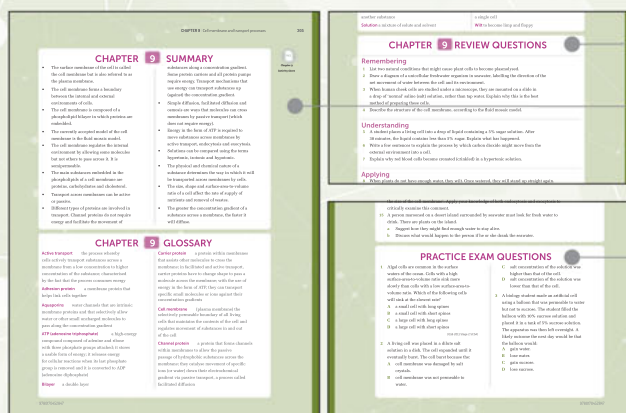 CHAPTER 9 Cell membrane and transport processes
CHAPTER 9 SUMMARY
• The surface membrane of the cell is called
the cell membrane but is also referred to
as the plasma membrane.
• The cell membrane forms a boundary
between the internal and external
environments of cells.
• The cell membrane is composed of a
phospholipid bilayer in which proteins are
embedded.
• The currently accepted model of the cell
membrane is the fluid mosaic model.
• The cell membrane regulates the internal
environment by allowing some molecules
but not others to pass across it. It is
semipermeable.
• The main substances embedded in the
phospholipids of a cell membrane are
proteins, carbohydrates and cholesterol.
• Transport across membranes can be active
or passive.
• Different types of proteins are involved in
transport. Channel proteins do not require
energy and facilitate the movement of
substances along a concentration gradient.
Some protein carriers and all protein pumps
require energy. Transport mechanisms that
use energy can transport substances up
(against) the concentration gradient
• Simple diffusion, facilitated diffusion and
osmosis are ways that molecules can cross
membranes by passive transport (which
does not require energy).
• Energy in the form of ATP is required to
move substances across membranes by
active transport, endocytosis and exocytosis.
• Solutions can be compared using the terms
hypertonic, isotonic and hypotonic.
• The physical and chemical nature of a
substance determines the way in which it will
be transported across membranes by cells.
• The size, shape and surface-area-to-volume
ratio of a cell affect the rate of supply of
nutrients and removal of wastes.
• The greater the concentration gradient of a
substance across a membrane, the faster it
will diffuse.
CHAPTER 9 GLOSSARY
Active transport the process whereby
cells actively transport substances across a
membrane from a low concentration to higher
concentration of the substance; characterised
by the fact that the process consumes energy
Adhesion protein a membrane protein that
helps that cells together
Aquaporins water channels that are intrinsic
membrane proteins and that selectively allow
water or other small uncharged molecules to
pass along the concentration gradient
ATP (adenosine triphosphate) a high-energy
compound composed of adenine and ribose
with three phosphate groups attached; it stores
a usable form of energy; it releases energy
for cellular reactions when its last phosphate
group is removed and it is converted to ADP
(adenosine diphosphate)
Bilayer a double layer
Carrier protein a protein within membranes
that assists other molecules to cross the
membrane; in facilitated and active transport,
carrier proteins have to change shape to pass a
molecule across the membrane; with the use of
energy in the form of ATP, they can transport
specific small molecules or ions against their
concentration gradients
Cell membrane (plasma membrane) the
selectively permeable boundary of all living
cells that maintains the contents of the cell and
regulates movement of substances in and out
of the cell
Channel protein a protein that forms channels
within membranes to allow the passive
passage of hydrophilic substances across the
membrane; they catalyse movement of specific
ions (or water) down their electrochemical
gradient via passive transport; a process called
facilitated diffusion
another substance
Solution a mixture of solute and solvent
a single cell
Wilt to become limp and floppy
CHAPTER 9 REVIEW QUESTIONS
Remembering
1 List two natural conditions that might cause plant cells to become plasmolysed.
2 Draw a diagram of a unicellular freshwater organism in seawater, labelling the direction of the
net movement of water between the cell and its environment.
3 When human cheek cells are studied under a microscope, they are mounted on a slide in
a drop of 'normal' saline (salt) solution, rather than tap water. Explain why this is the best
method of preparing these cells.
4 Describe the structure of the cell membrane, according to the fluid mosaic model.
Understanding
5 A student places a living cell into a drop of liquid containing a 5% sugar solution. After
30 minutes, the liquid contains less than 5% sugar. Explain what has happened.
6 Write a few sentences to explain the process by which carbon dioxide might move from the
external environment into a cell.
7 Explain why red blood cells become crenated (shrink) in a hypertonic solution.
Applying
8 When plants do not have enough water, they wilt. Once watered, they will stand up straight again.
critically examine this comment.
A person marooned on a desert island surrounded by seawater must look for fresh water to
drink. There are plants on the island.
a Suggest how they might find enough water to stay alive.
b Discuss what would happen to the person if he or she drank the seawater.
PRACTICE EXAM QUESTIONS
1 Algal cells are common in the surface
waters of the ocean. Cells with a high
surface-area-to-volume ratio sink more
slowly than cells with a low surface-area-to-
volume ratio. Which of the following cells
will sink at the slowest rate?
A a small cell with long spines
B a large cell with short spines
C a large cell with long spines
D a small cell with short spines
2 A living cell was placed in a dilute salt
solution in a dish. The cell expanded until it
eventually burst. The cell burst because the:
A cell membrane was damaged by salt
crystals.
B cell membrane was not permeable to
water.
C salt concentration of the solution was
higher than that of the cell.
D salt concentration of the solution was
lower than that of the cell.
3 A biology student made an artificial cell
using a balloon that was permeable to water
but not to sucrose. The student filled the
balloon with 10% sucrose solution and
placed it in a tank of 5% sucrose solution.
The apparatus was then left overnight. A
likely outcome the next day would be that
the balloon would:
A gain water.
B lose water.
C gain sucrose.
D lose sucrose.